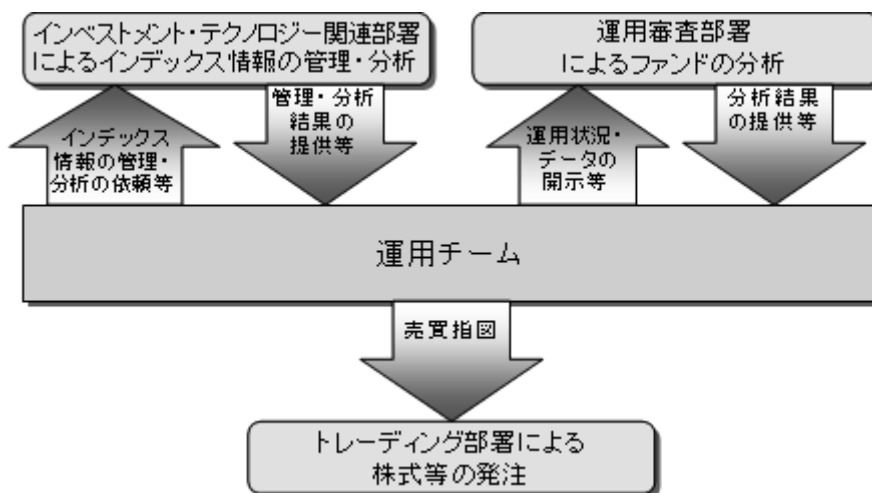 インベストメント・テクノロジー関連部署
によるインデックス情報の管理・分析
運用審査部署
によるファンドの分析
インデックス
情報の管理・
分析の依頼等
管理・分析
結果の
提供等
運用状況・
データの
開示等
分析結果
の提供等
運用チーム
売買指図
トレーディング部署による
株式等の発注